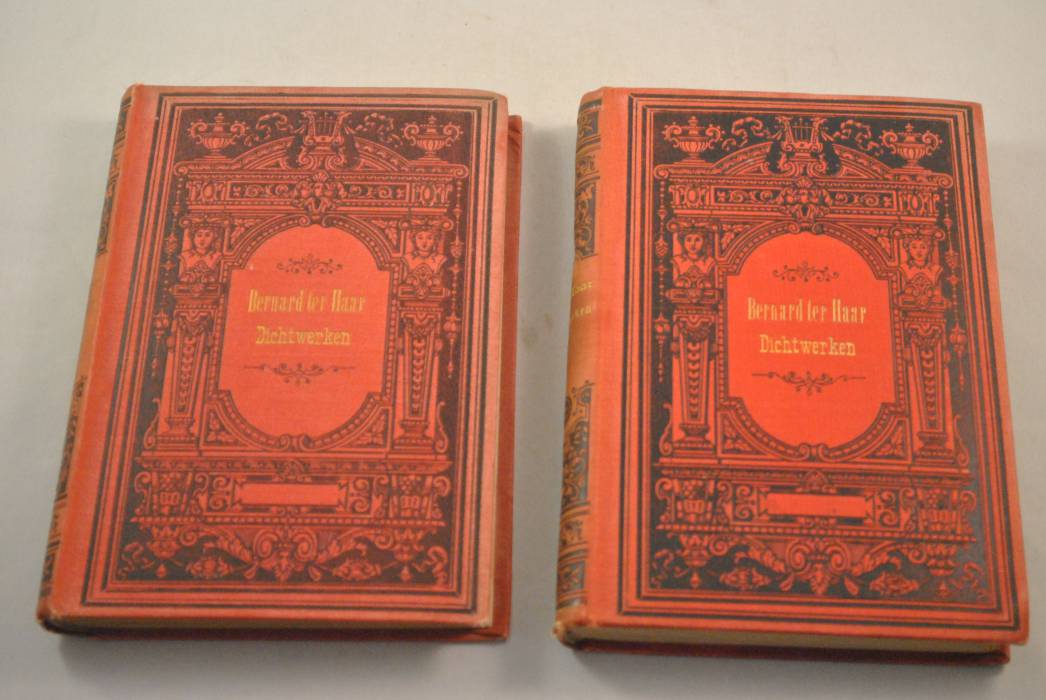 Bernard ter Haar
Dichtwerken
Bernard ter Haar
Dichtwerken